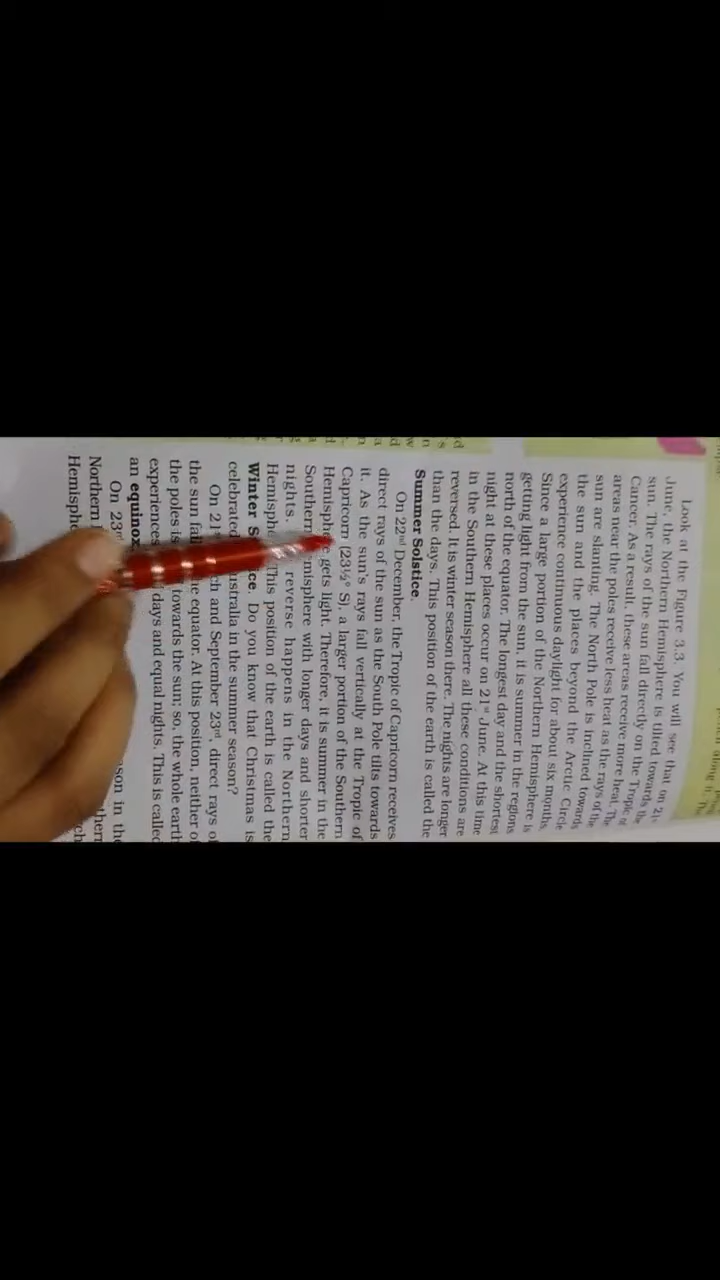 Look at the Figure 3.3. You will see that on 21st
June, the Northern Hemisphere is tilted towards the
sun. The rays of the sun fall directly on the Tropic of
Cancer. As a result, these areas receive more heat. The
areas near the poles receive less heat as the rays of the
sun are slanting. The North Pole is inclined towards
the sun and the places beyond the Arctic Circle
experience continuous daylight for about six months.
Since a large portion of the Northern Hemisphere is
getting light from the sun, it is summer in the regions
north of the equator. The longest day and the shortest
night at these places occur on 21st June. At this time
in the Southern Hemisphere all these conditions are
reversed. It is winter season there. The nights are longer
than the days. This position of the earth is called the
Summer Solstice.
On 22nd December, the Tropic of Capricorn receives
direct rays of the sun as the South Pole tilts towards
it. As the sun's rays fall vertically at the Tropic of
Capricorn (23½° S), a larger portion of the Southern
Hemisphere gets light. Therefore, it is summer in the
Southern misphere with longer days and shorter
nights. reverse happens in the Northern
Hemisphe This position of the earth is called the
Winter S ce. Do you know that Christmas is
celebrated ustralia in the summer season?
On 21 ch and September 23rd, direct rays of
the sun fall e equator. At this position, neither of
the poles is towards the sun; so, the whole earth
experiences days and equal nights. This is called
an equinox.
On 23rd son in the
Northern thern
Hemisphe